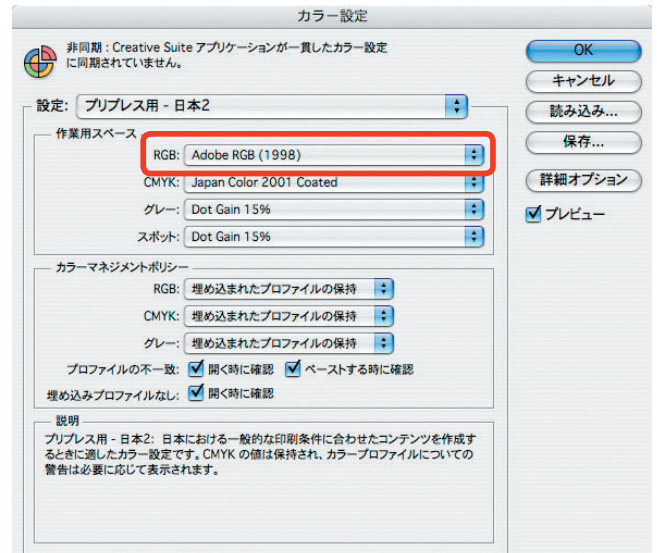 カラー設定
非同期 : Creative Suite アプリケーションが一貫したカラー設定
に同期されていません。
OK
キャンセル
読み込み...
保存...
詳細オプション
プレビュー
設定: プリプレス用 - 日本2
作業用スペース
RGB: Adobe RGB (1998)
CMYK: Japan Color 2001 Coated
グレー: Dot Gain 15%
スポット: Dot Gain 15%
カラーマネジメントポリシー
RGB: 埋め込まれたプロファイルの保持
CMYK: 埋め込まれたプロファイルの保持
グレー: 埋め込まれたプロファイルの保持
プロファイルの不一致: 開く時に確認 ペーストする時に確認
埋め込みプロファイルなし: 開く時に確認
説明
プリプレス用 - 日本2: 日本における一般的な印刷条件に合わせたコンテンツを作成す
るときに適したカラー設定です。CMYK の値は保持され、カラープロファイルについての
警告は必要に応じて表示されます。